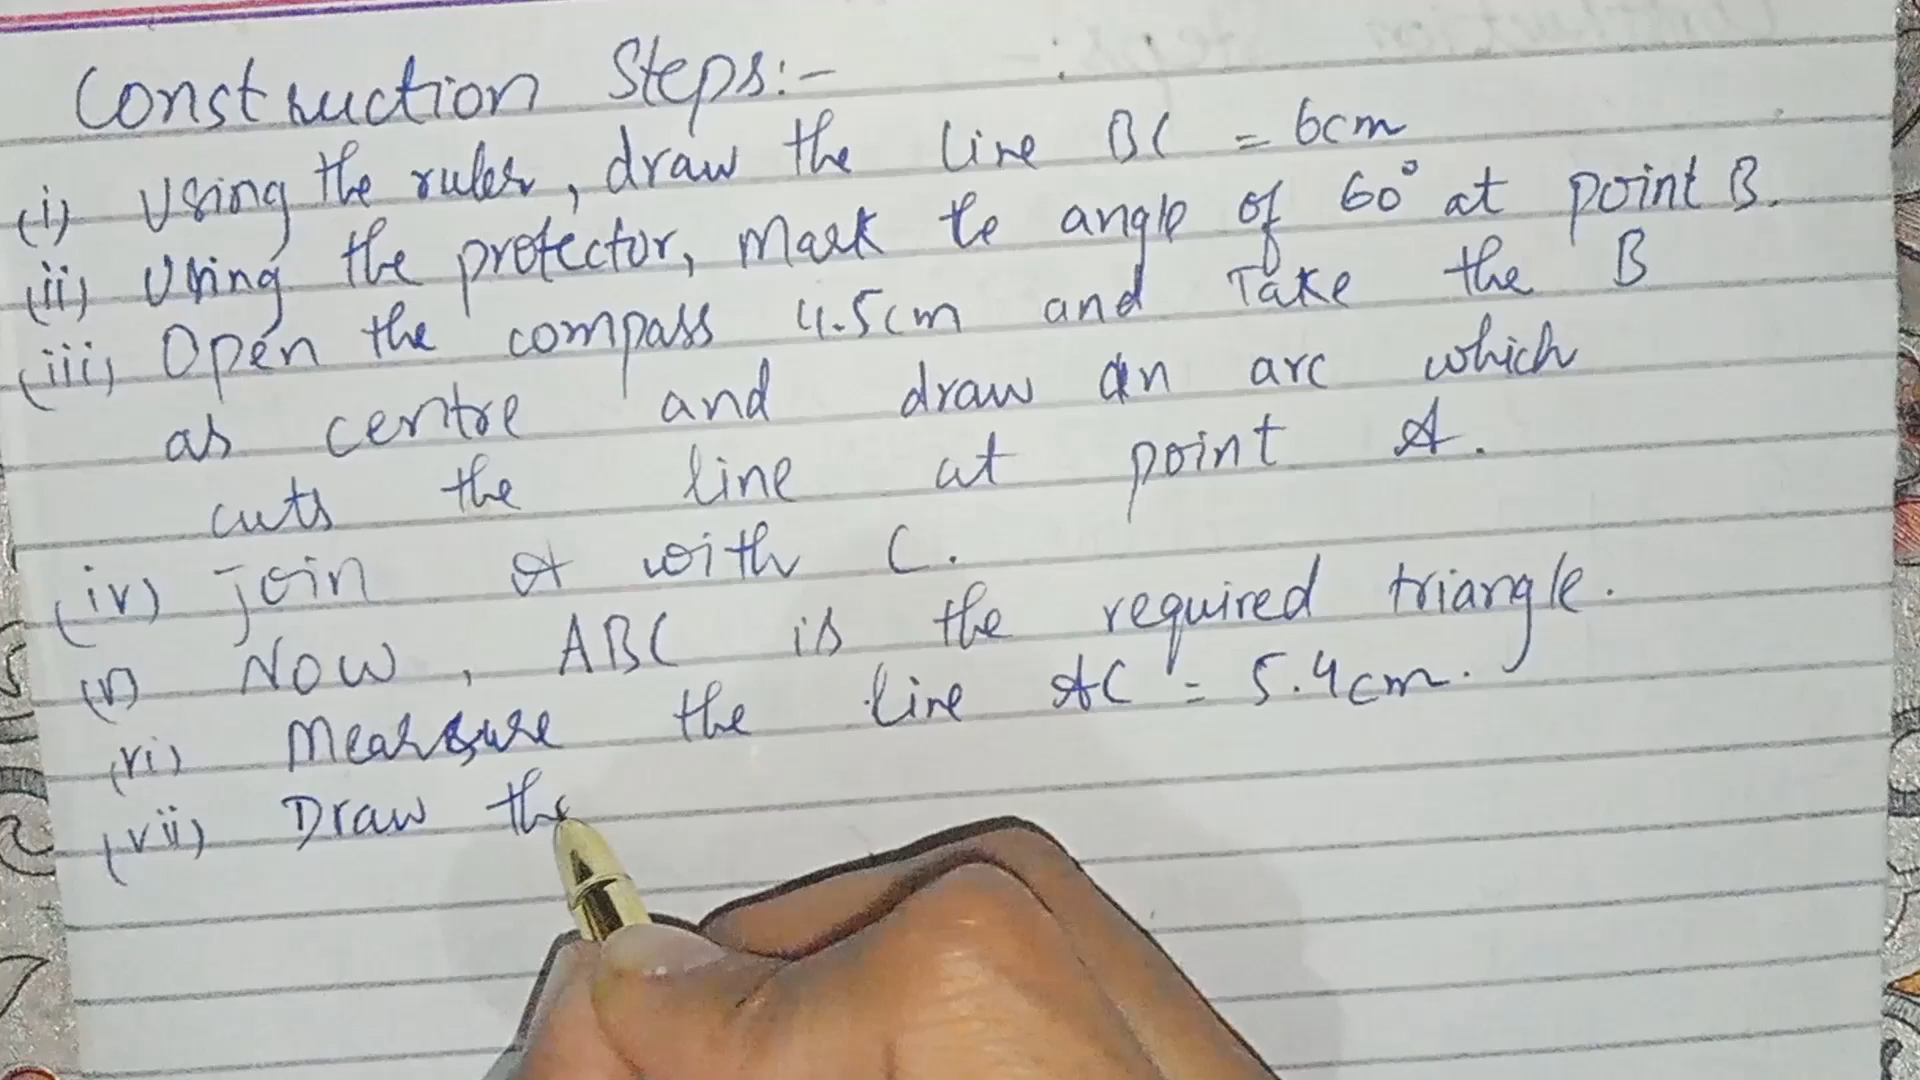 Construction Steps:-
(i) Using the ruler, draw the line BC = 6cm
(ii) Using the protector, Mark te angle of 60° at point B.
(iii) Open the compass 4.5cm and Take the B
as centre and draw an arc which
cuts the line at point A.
(iv) join A with C.
(v) Now, ABC is the required triangle.
(vi) Measure the line AC = 5.4cm.
(vii) Draw the